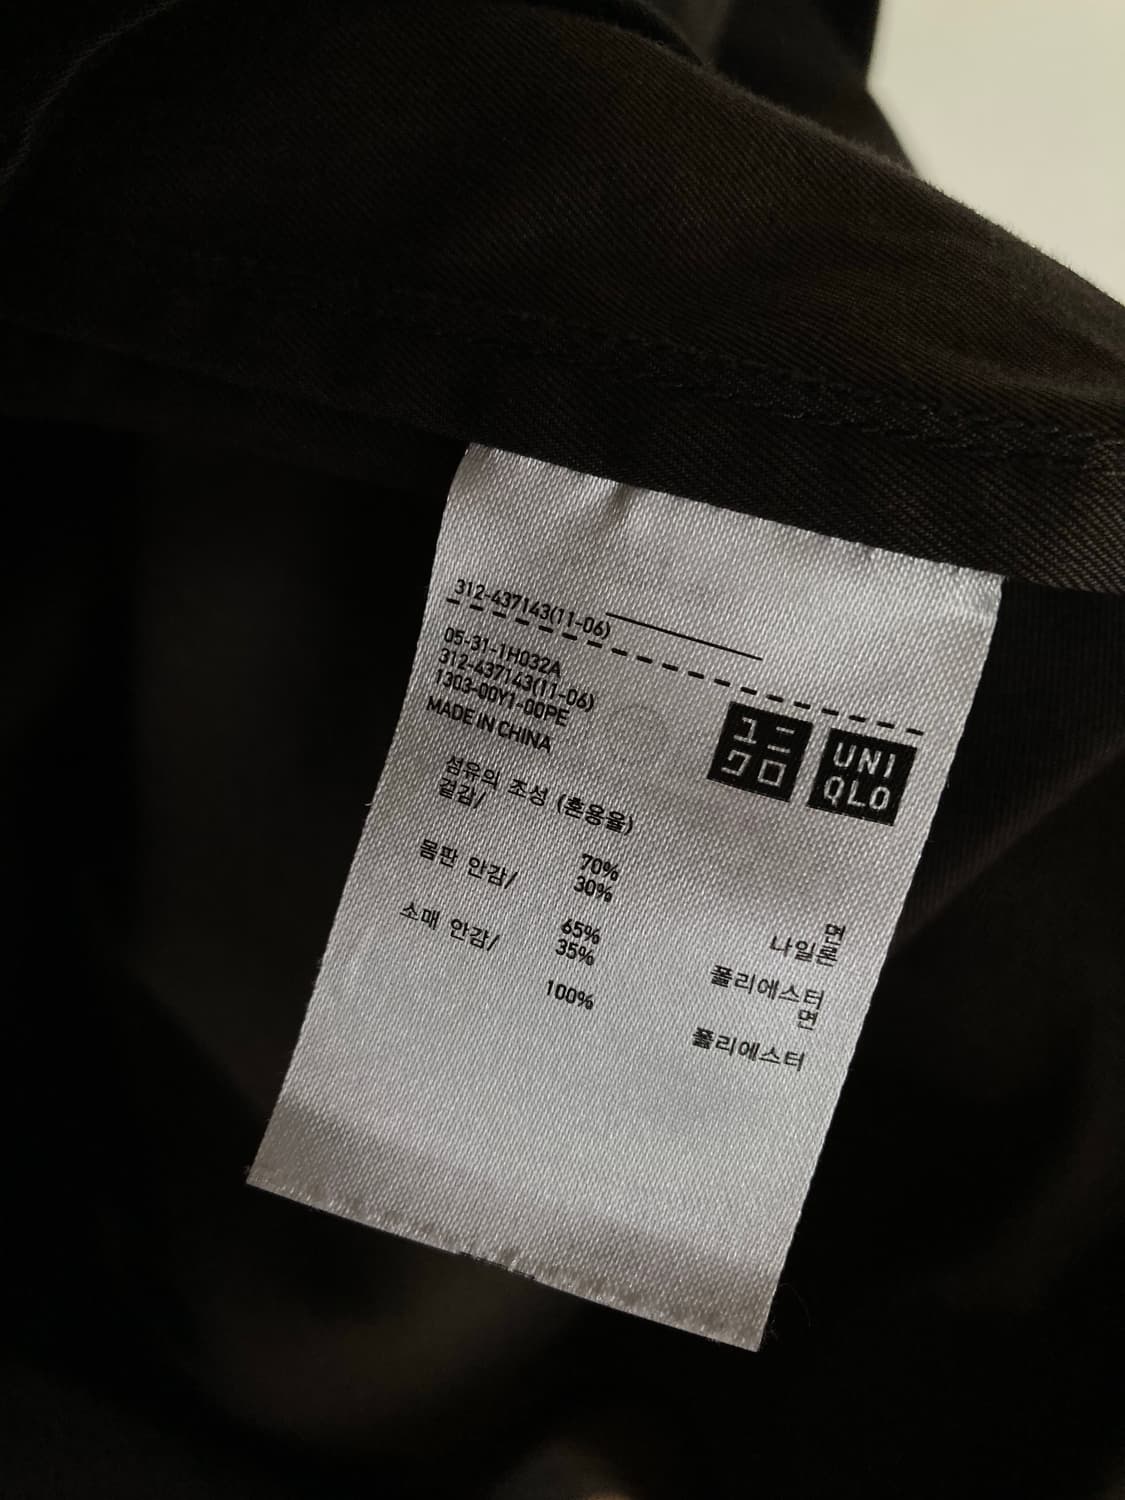 312-437143(11-06)
05-31-1H032A
312-437143(11-06)
1303-00Y1-00PE
MADE IN CHINA
ユニ
クロ
UNI
QLO
섬유의 조성 (혼용율)
겉감/
70% 면
30% 나일론
몸판 안감/
65% 폴리에스터
35% 면
소매 안감/
100% 폴리에스터